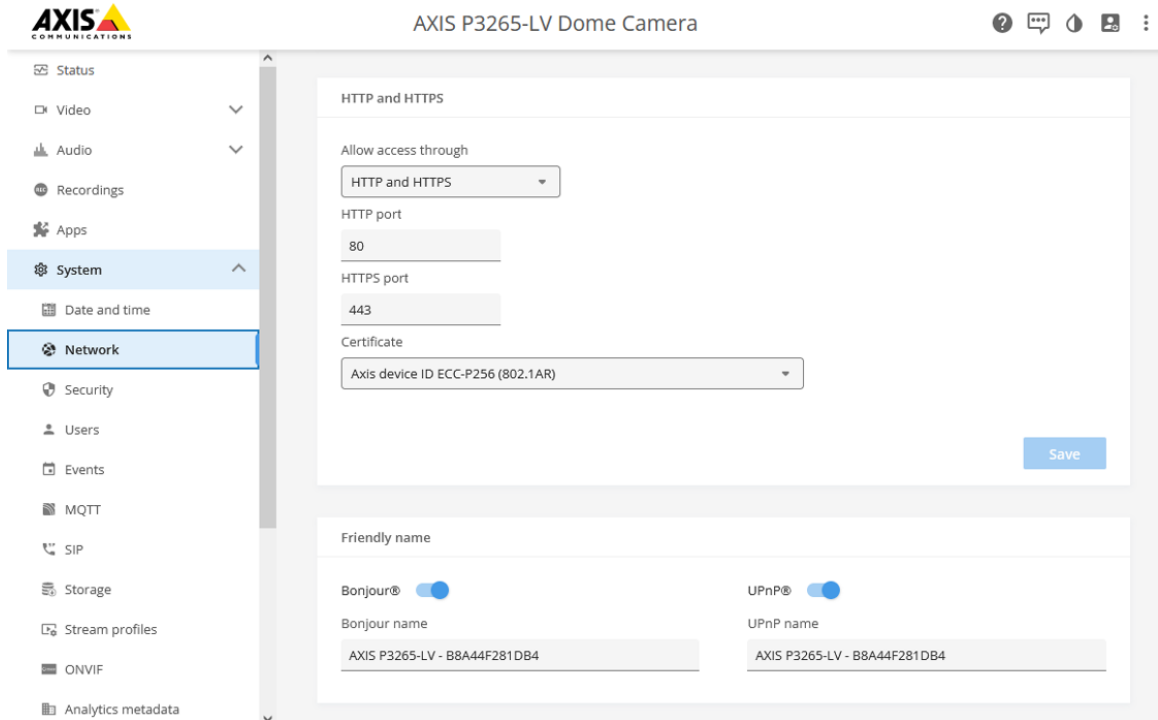 AXIS
COMMUNICATIONS
AXIS P3265-LV Dome Camera
Status
Video
Audio
Recordings
Apps
System
Date and time
Network
Security
Users
Events
MQTT
SIP
Storage
Stream profiles
ONVIF
Analytics metadata
HTTP and HTTPS
Allow access through
HTTP and HTTPS
HTTP port
80
HTTPS port
443
Certificate
Axis device ID ECC-P256 (802.1AR)
Save
Friendly name
Bonjour® UPnP®
Bonjour name UPnP name
AXIS P3265-LV - B8A44F281DB4 AXIS P3265-LV - B8A44F281DB4